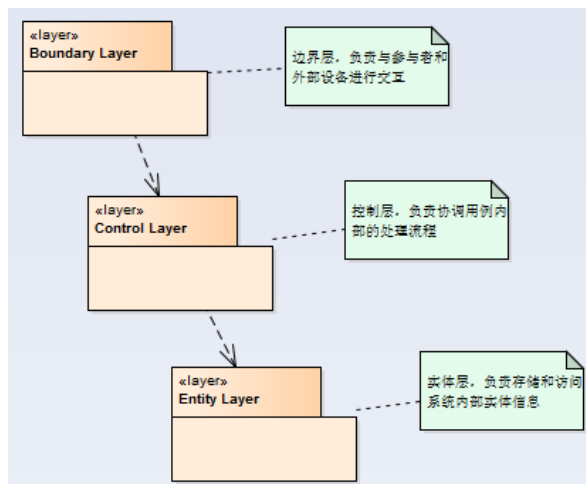 «layer»
Boundary Layer
边界层，负责与参与者和
外部设备进行交互
«layer»
Control Layer
控制层，负责协调用例内
部的处理流程
«layer»
Entity Layer
实体层，负责存储和访问
系统内部实体信息